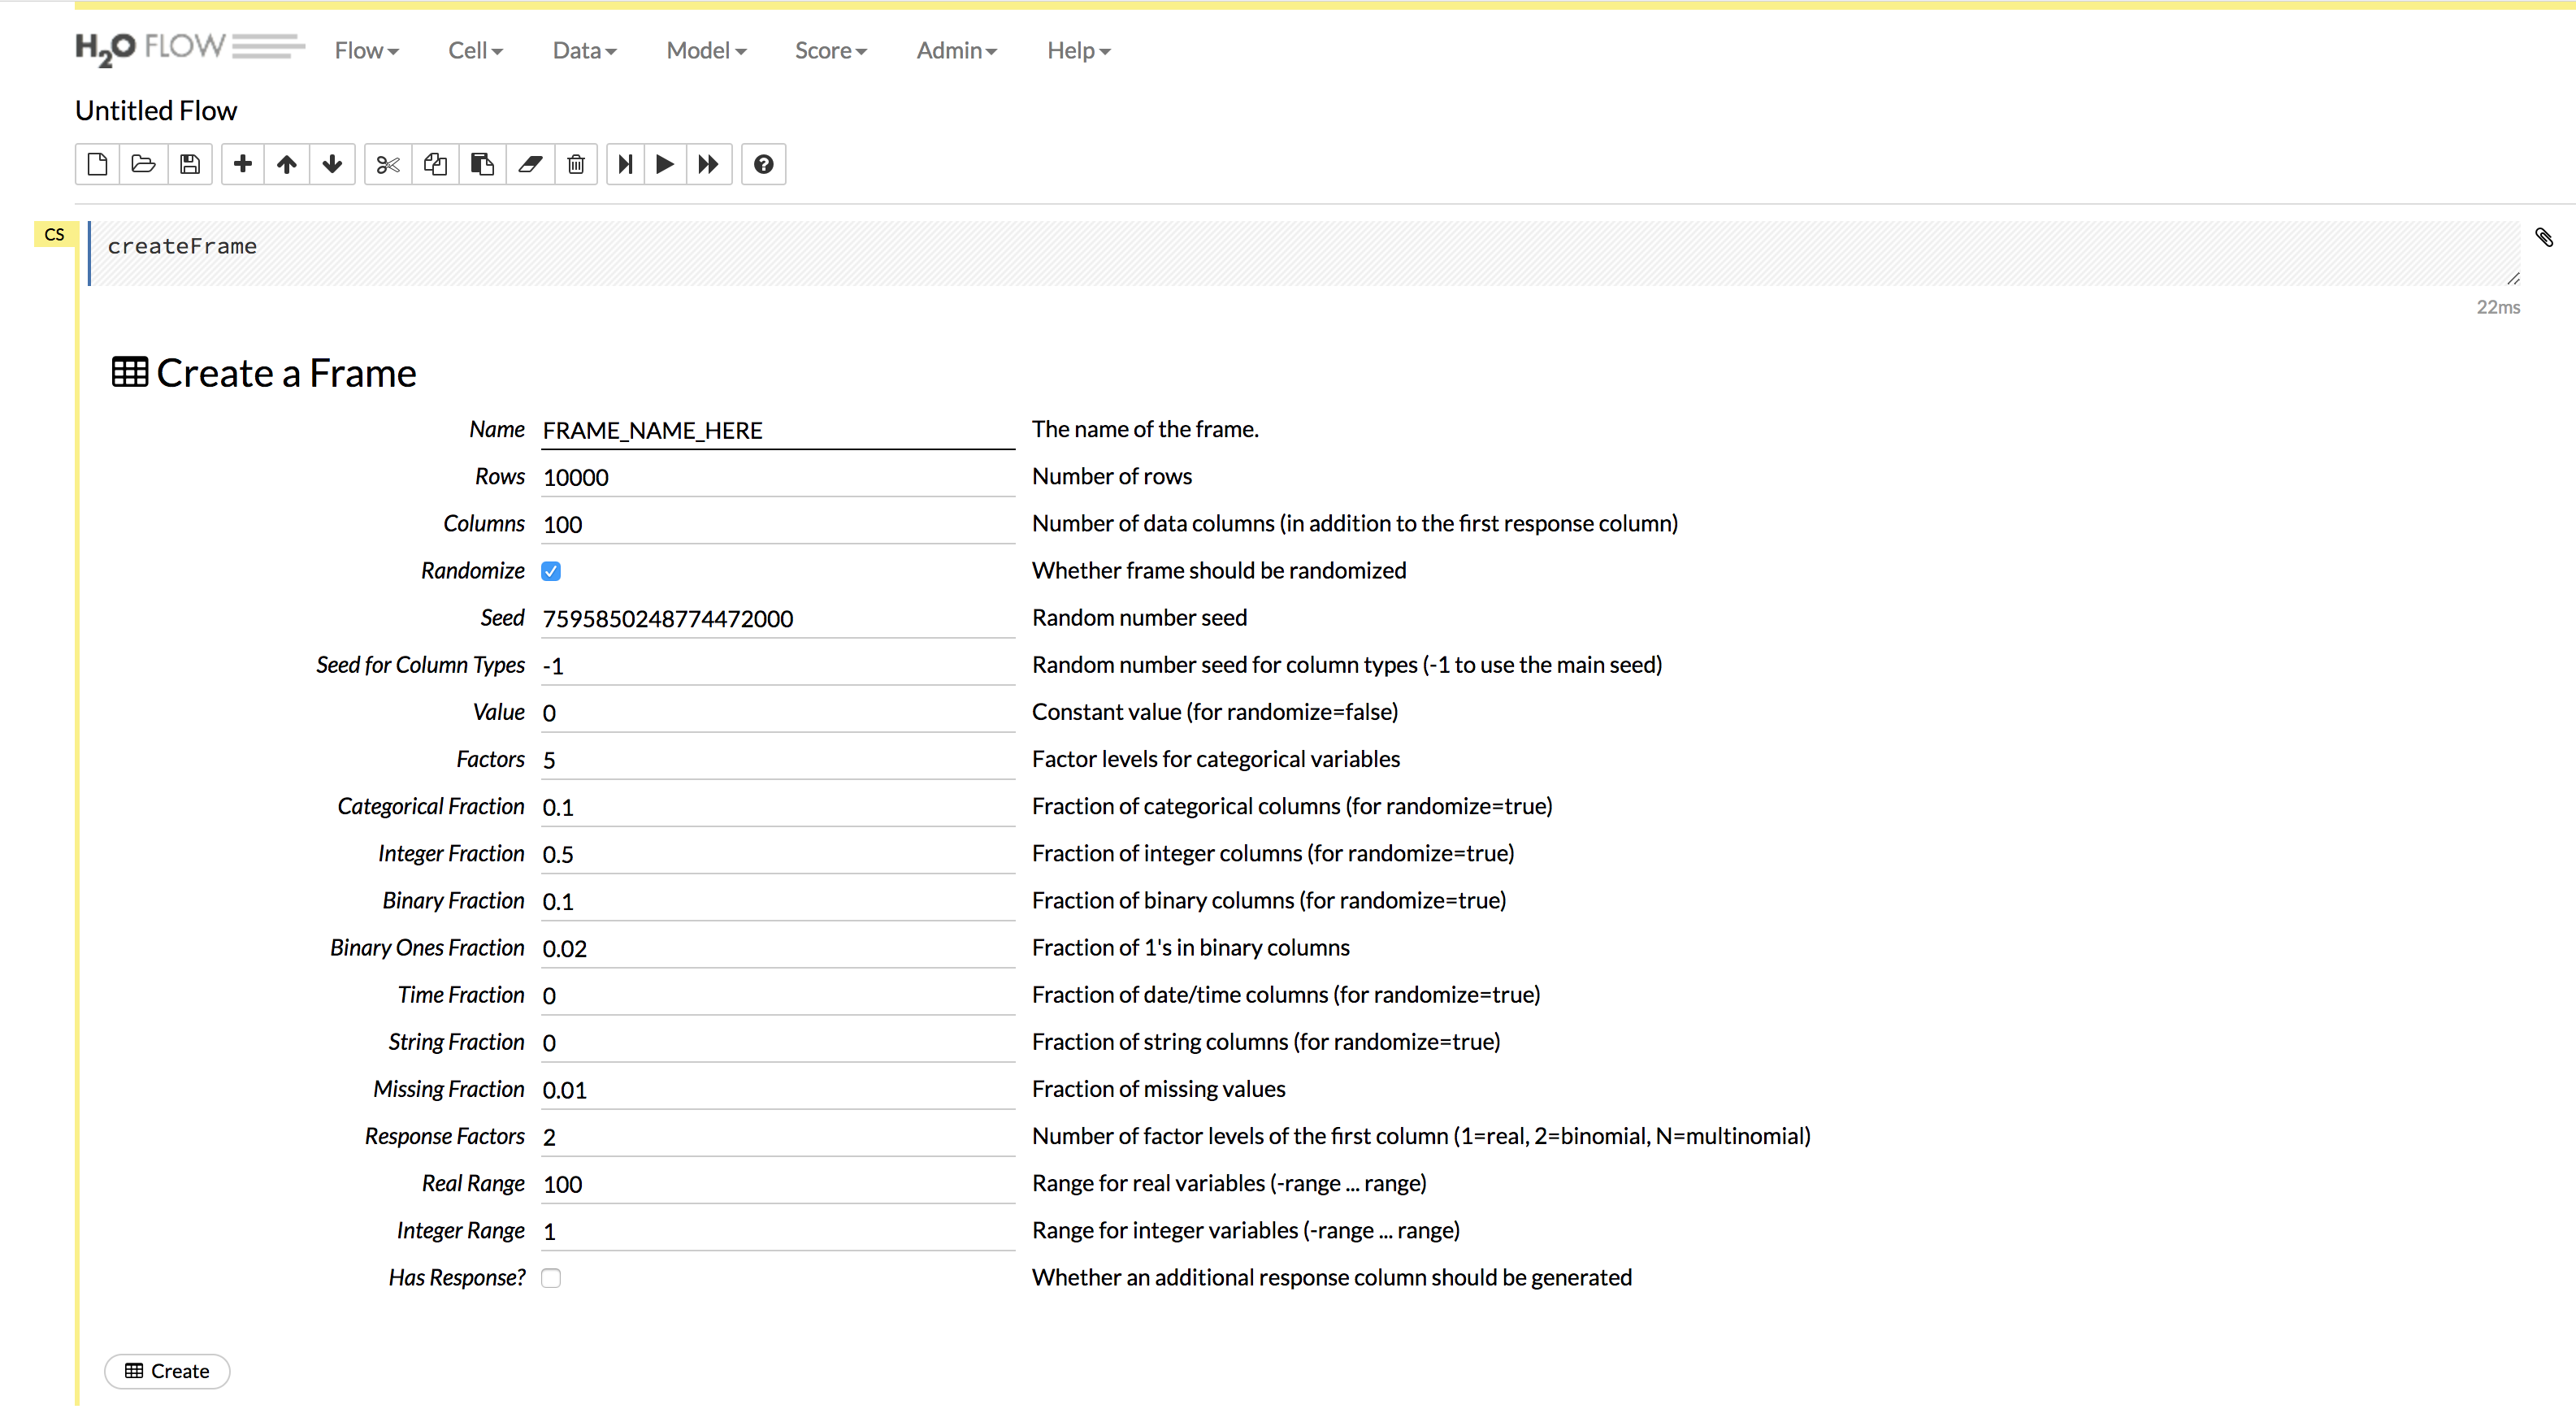 H2O FLOW Flow Cell Data Model Score Admin Help
Untitled Flow
CS
createFrame
22ms
Create a Frame
Name FRAME_NAME_HERE The name of the frame.
Rows 10000 Number of rows
Columns 100 Number of data columns (in addition to the first response column)
Randomize Whether frame should be randomized
Seed 7595850248774472000 Random number seed
Seed for Column Types -1 Random number seed for column types (-1 to use the main seed)
Value 0 Constant value (for randomize=false)
Factors 5 Factor levels for categorical variables
Categorical Fraction 0.1 Fraction of categorical columns (for randomize=true)
Integer Fraction 0.5 Fraction of integer columns (for randomize=true)
Binary Fraction 0.1 Fraction of binary columns (for randomize=true)
Binary Ones Fraction 0.02 Fraction of 1's in binary columns
Time Fraction 0 Fraction of date/time columns (for randomize=true)
String Fraction 0 Fraction of string columns (for randomize=true)
Missing Fraction 0.01 Fraction of missing values
Response Factors 2 Number of factor levels of the first column (1=real, 2=binomial, N=multinomial)
Real Range 100 Range for real variables (-range ... range)
Integer Range 1 Range for integer variables (-range ... range)
Has Response? Whether an additional response column should be generated
Create